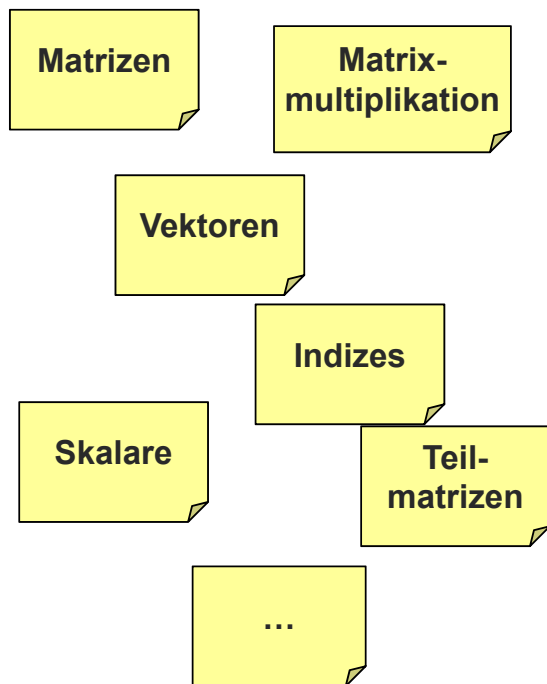 Matrizen
Matrix-
multiplikation
Vektoren
Indizes
Skalare
Teil-
matrizen
…